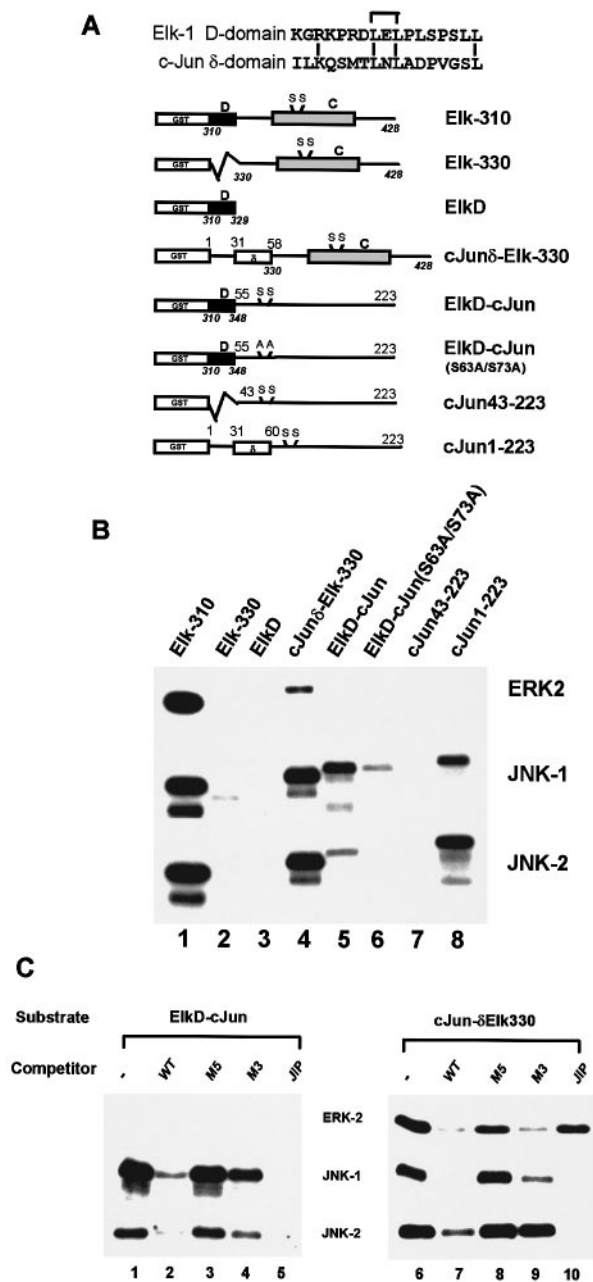 A
Elk-1 D-domain KGRKPRDLELPLSPSLL
c-Jun δ-domain ILKQSMTLNLADPVGSL
GST D S S C
310 428
Elk-310
GST S S C
330 428
Elk-330
GST D
310 329
ElkD
1 31 58 S S C
GST δ
330 428
cJunδ-Elk-330
D 55 S S 223
GST
310 348
ElkD-cJun
D 55 A A 223
GST
310 348
ElkD-cJun
(S63A/S73A)
GST 43 S S 223
cJun43-223
1 31 60 S S 223
GST δ
cJun1-223
B
Elk-310
Elk-330
ElkD
cJunδ-Elk-330
ElkD-cJun
ElkD-cJun(S63A/S73A)
cJun43-223
cJun1-223
ERK2
JNK-1
JNK-2
1 2 3 4 5 6 7 8
C
Substrate ElkD-cJun cJun-δElk330
Competitor - WT M5 M3 JIP - WT M5 M3 JIP
ERK-2
JNK-1
JNK-2
1 2 3 4 5 6 7 8 9 10